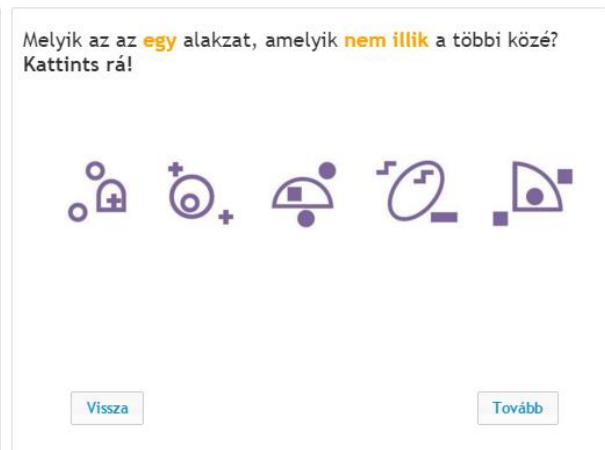 Melyik az az egy alakzat, amelyik nem illik a többi közé?
Kattints rá!
Vissza
Tovább